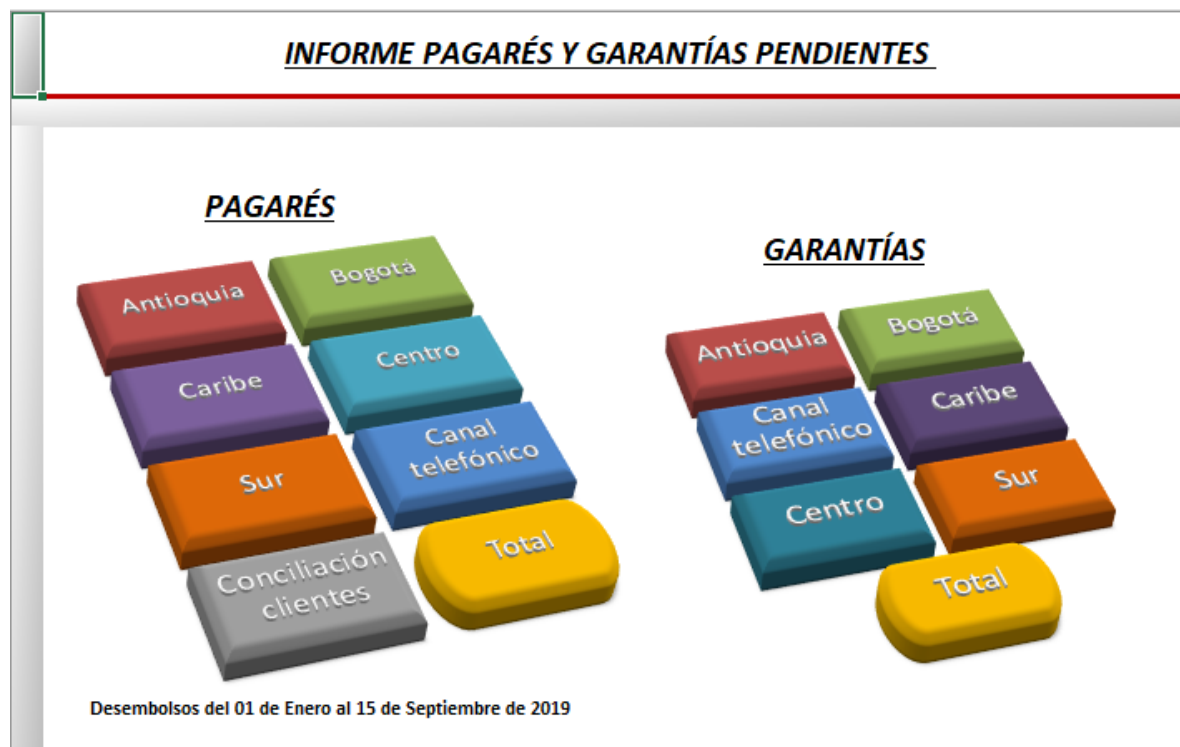 INFORME PAGARÉS Y GARANTÍAS PENDIENTES
PAGARÉS
Antioquia
Bogotá
Caribe
Centro
Sur
Canal
telefónico
Conciliación
clientes
Total
GARANTÍAS
Antioquia
Bogotá
Canal
telefónico
Caribe
Centro
Sur
Total
Desembolsos del 01 de Enero al 15 de Septiembre de 2019